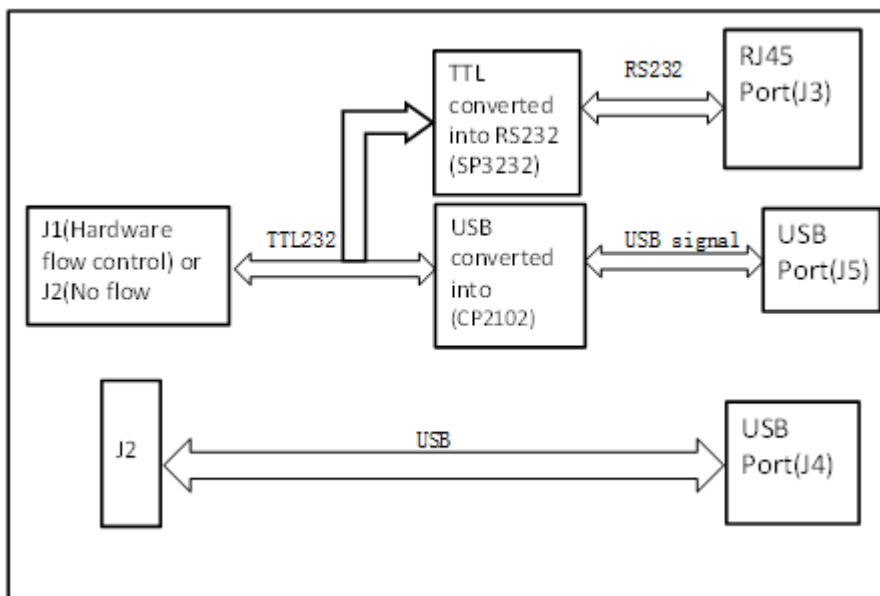 TTL
converted
into RS232
(SP3232)
RS232
RJ45
Port(J3)
J1(Hardware
flow control) or
J2(No flow
TTL232
USB
converted
into
(CP2102)
USB signal
USB
Port(J5)
J2
USB
USB
Port(J4)